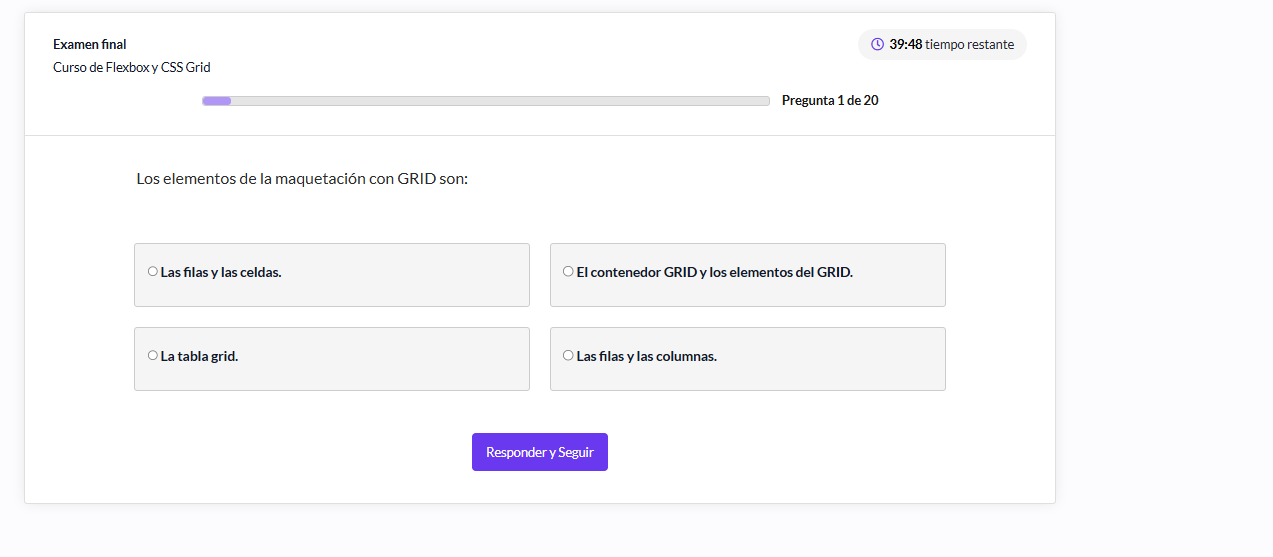 Examen final
39:48 tiempo restante
Curso de Flexbox y CSS Grid
Pregunta 1 de 20
Los elementos de la maquetación con GRID son:
Las filas y las celdas.
El contenedor GRID y los elementos del GRID.
La tabla grid.
Las filas y las columnas.
Responder y Seguir